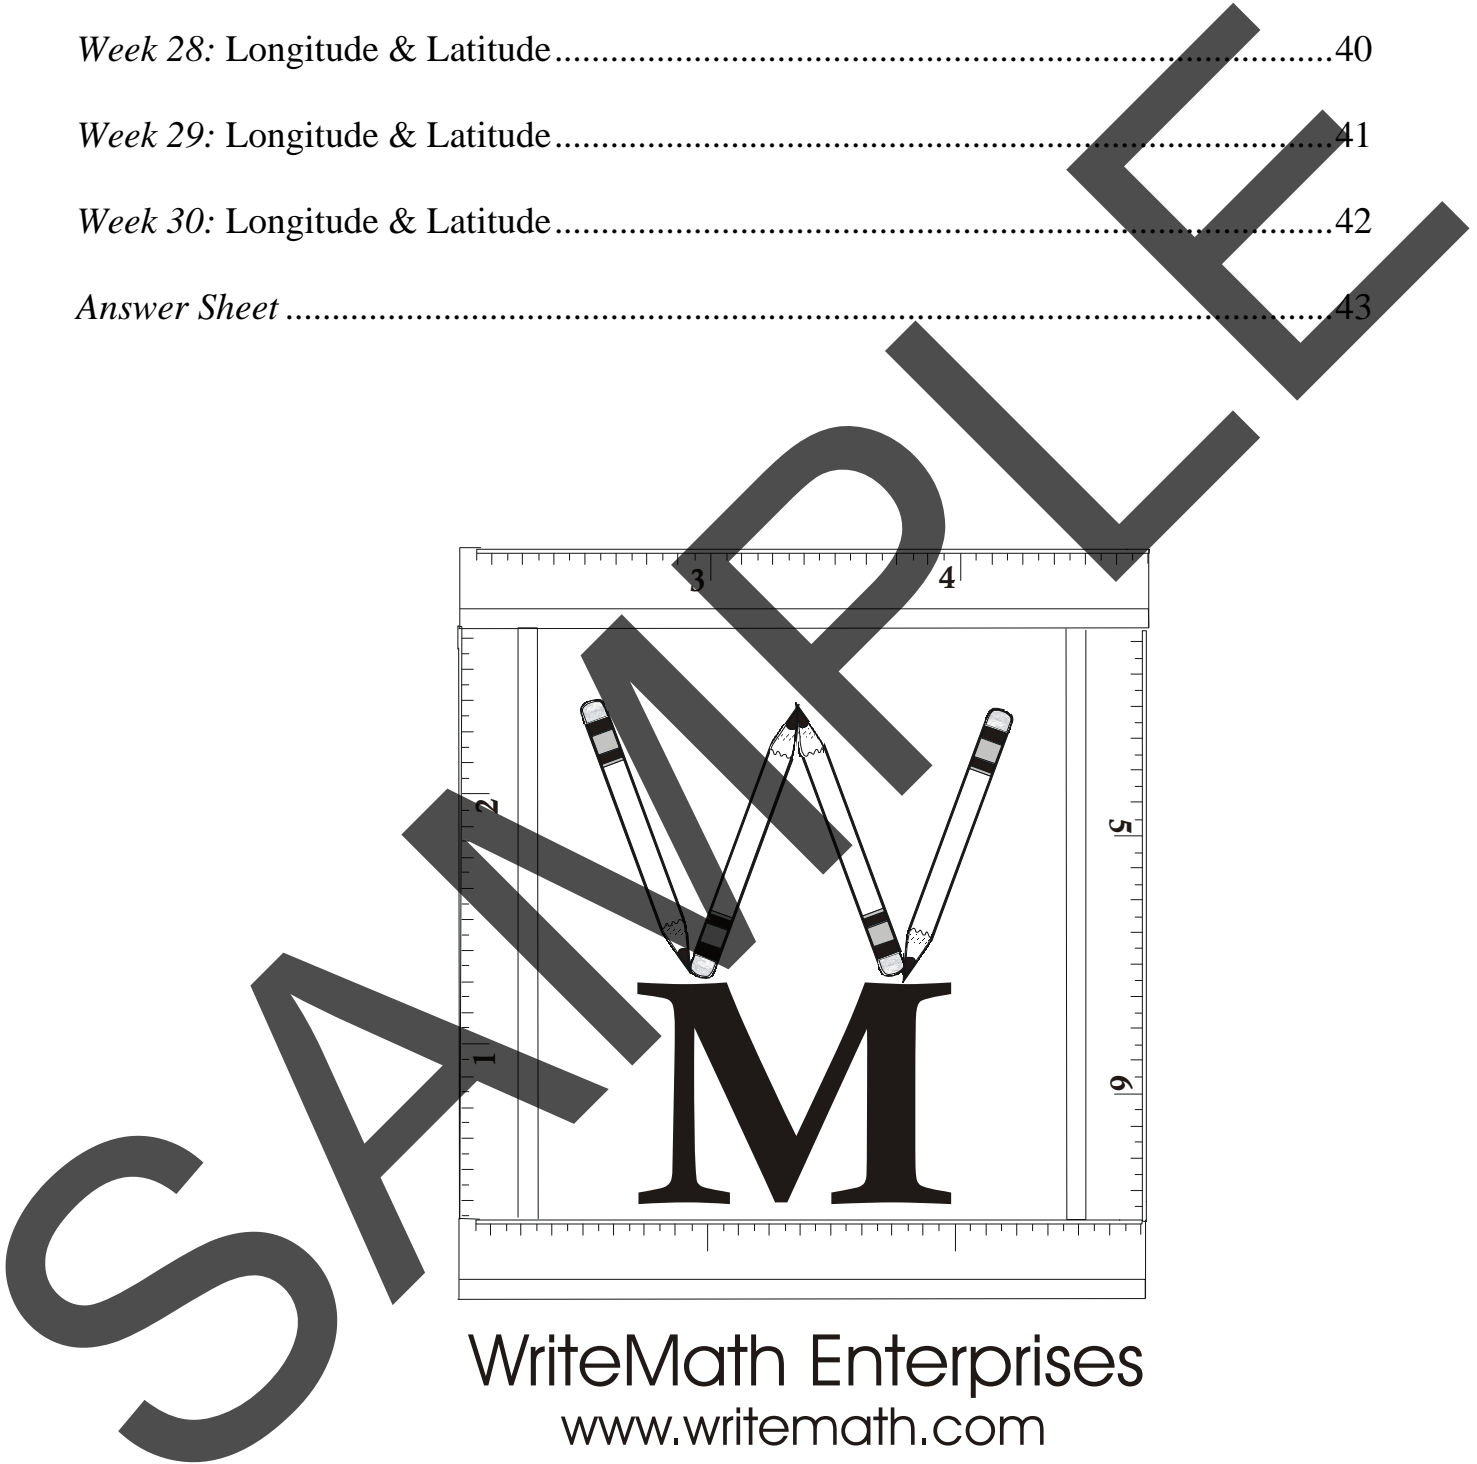 Week 28: Longitude & Latitude....................................................................................40
Week 29: Longitude & Latitude....................................................................................41
Week 30: Longitude & Latitude....................................................................................42
Answer Sheet .................................................................................................................43
SAMPLE
3 4
2
5
1
6
M
WriteMath Enterprises
www.writemath.com